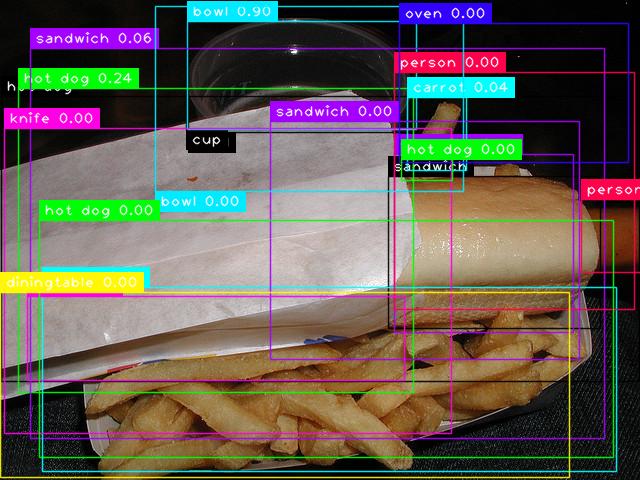 bowl 0.90
oven 0.00
sandwich 0.06
person 0.00
hot dog 0.24
hot dog
carrot 0.04
sandwich 0.00
knife 0.00
cup
hot dog 0.00
sandwich
person
bowl 0.00
hot dog 0.00
diningtable 0.00